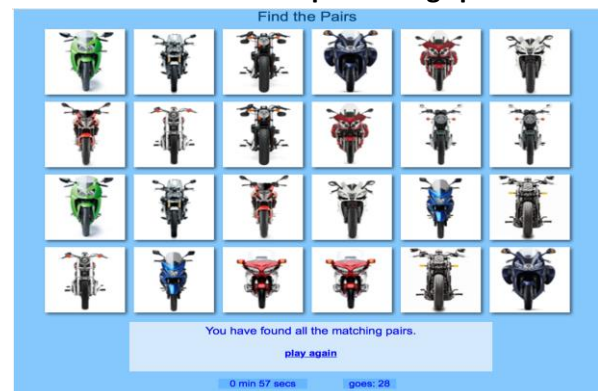 Find the Pairs
You have found all the matching pairs.
play again
0 min 57 secs
goes: 28